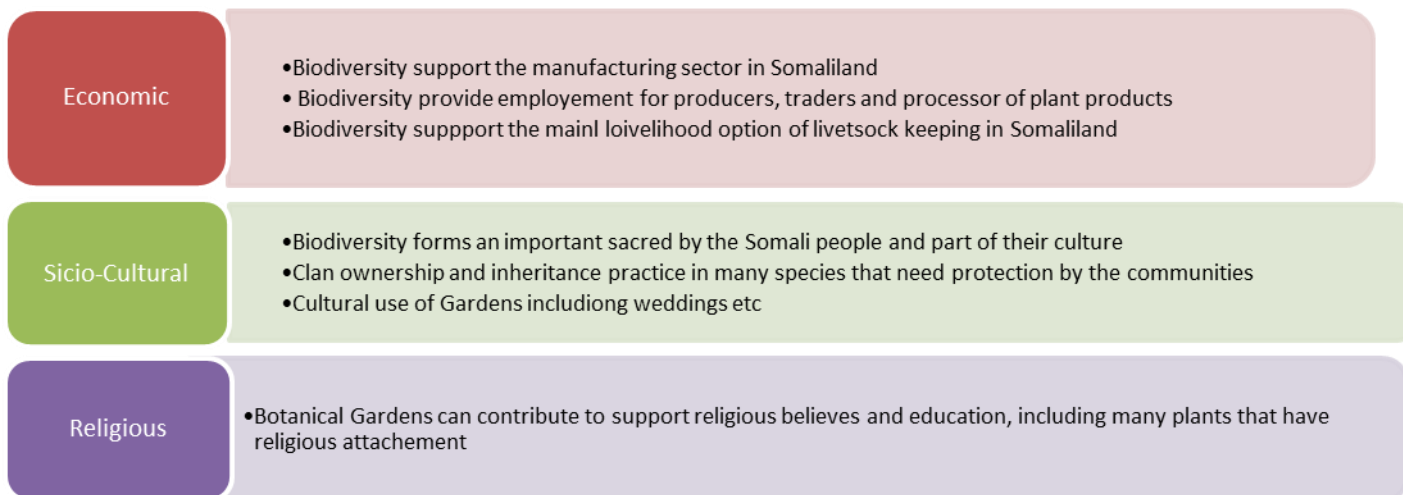 Economic
•Biodiversity support the manufacturing sector in Somaliland
• Biodiversity provide employement for producers, traders and processor of plant products
•Biodiversity suppport the mainl loivelihood option of livetsock keeping in Somaliland
Sicio-Cultural
•Biodiversity forms an important sacred by the Somali people and part of their culture
•Clan ownership and inheritance practice in many species that need protection by the communities
•Cultural use of Gardens includiong weddings etc
Religious
•Botanical Gardens can contribute to support religious believes and education, including many plants that have
religious attachement